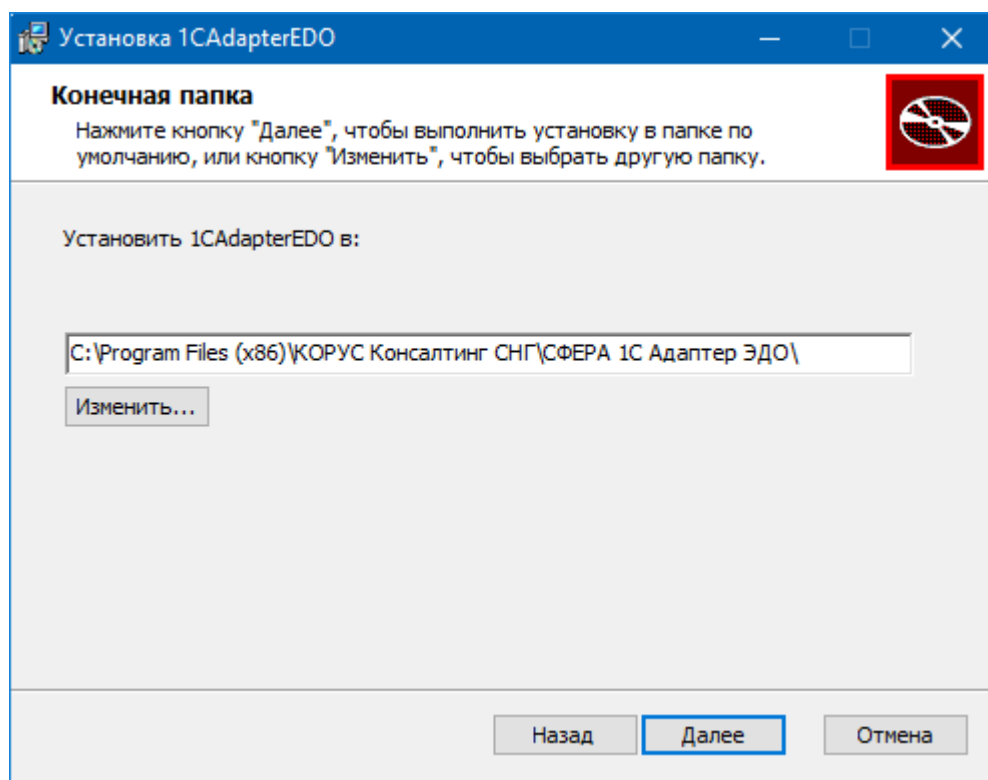 Установка 1CAdapterEDO
Конечная папка
Нажмите кнопку "Далее", чтобы выполнить установку в папке по
умолчанию, или кнопку "Изменить", чтобы выбрать другую папку.
Установить 1CAdapterEDO в:
C:\Program Files (x86)\КОРУС Консалтинг СНГ\СФЕРА 1С Адаптер ЭДО\
Изменить...
Назад
Далее
Отмена